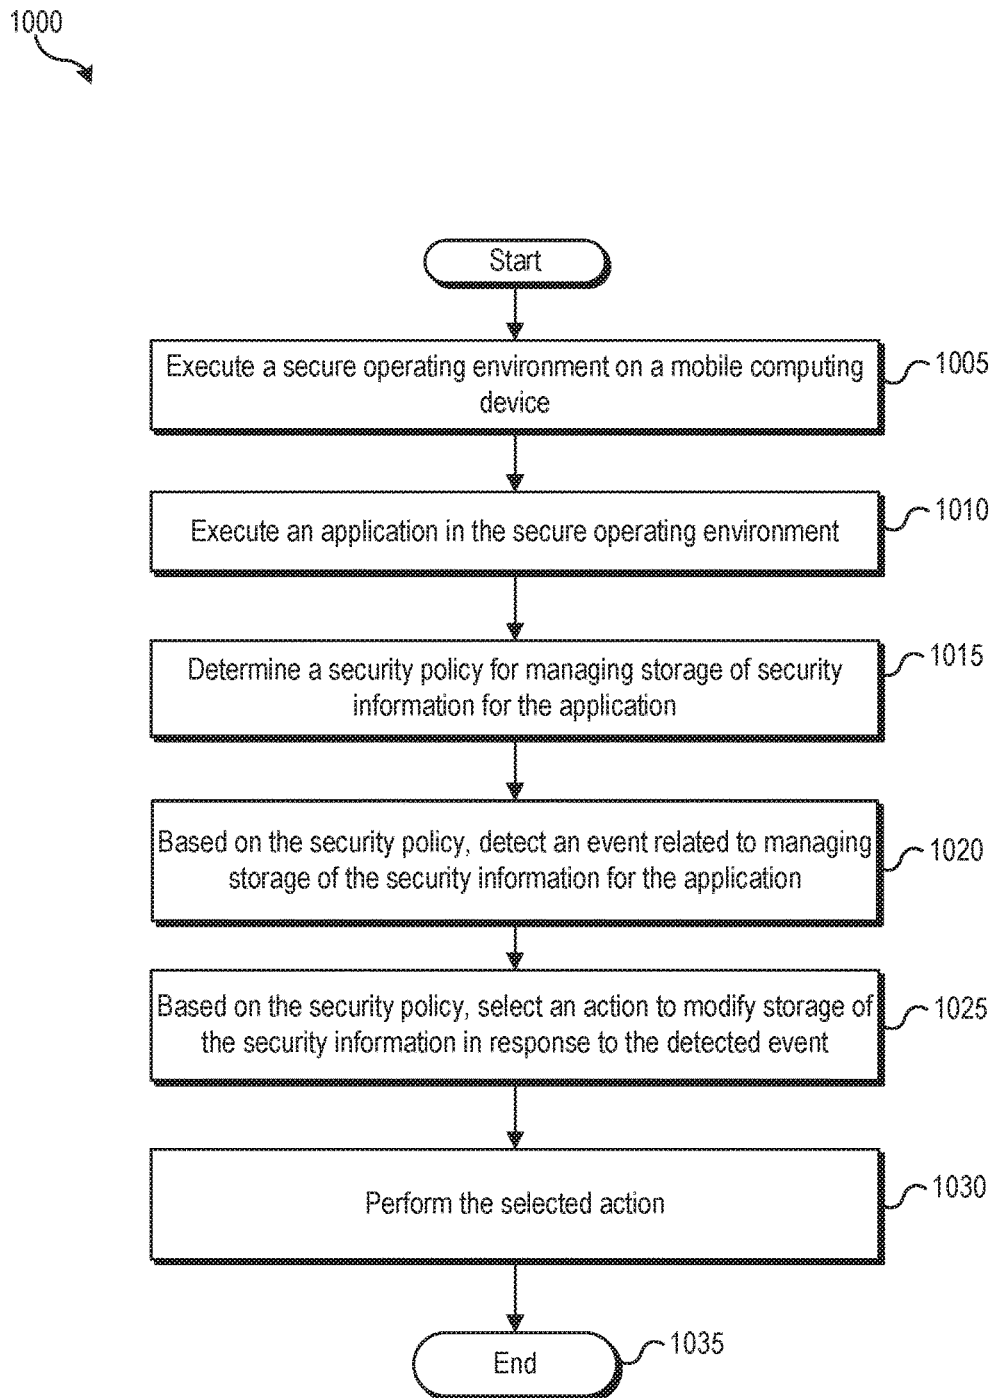 1000
Start
Execute a secure operating environment on a mobile computing
device
1005
Execute an application in the secure operating environment
1010
Determine a security policy for managing storage of security
information for the application
1015
Based on the security policy, detect an event related to managing
storage of the security information for the application
1020
Based on the security policy, select an action to modify storage of
the security information in response to the detected event
1025
Perform the selected action
1030
End
1035